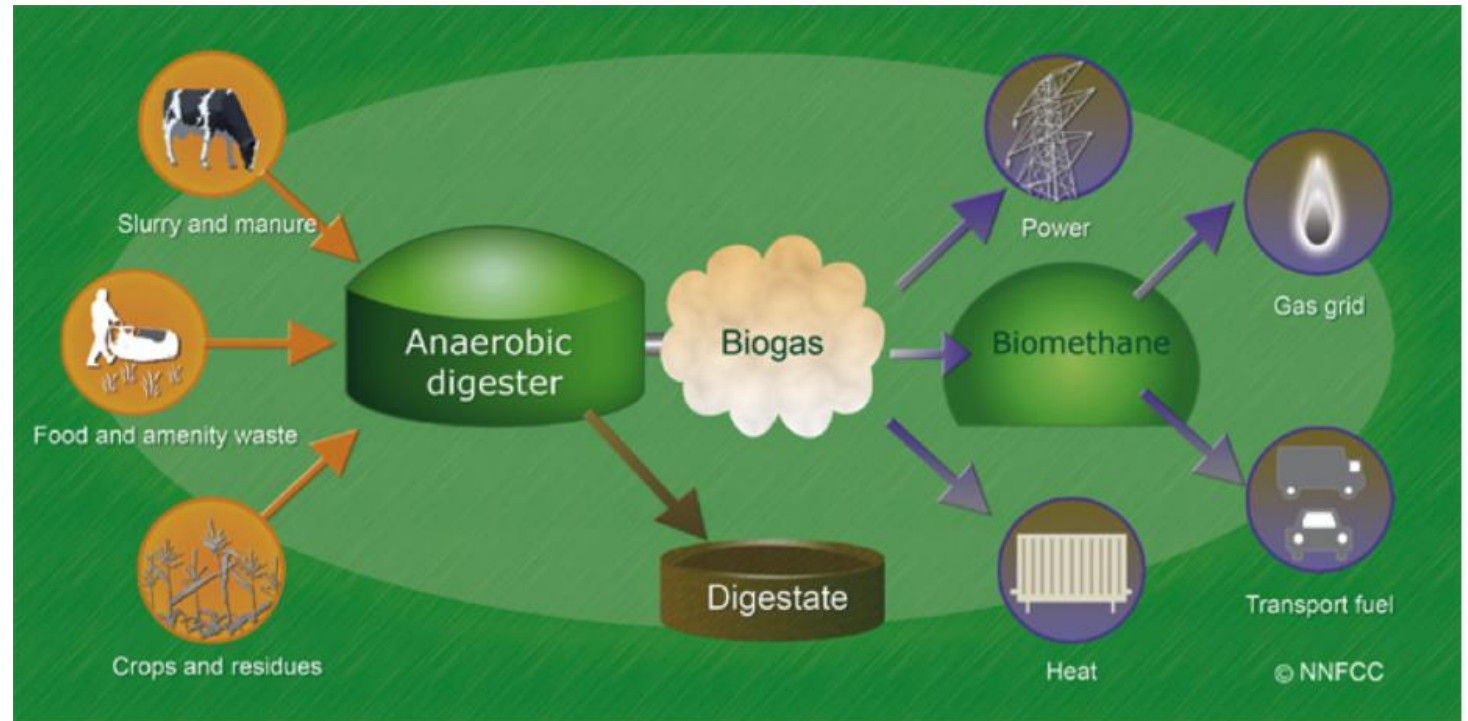 Slurry and manure
Food and amenity waste
Crops and residues
Anaerobic
digester
Biogas
Digestate
Power
Biomethane
Heat
Gas grid
Transport fuel
© NNFCC